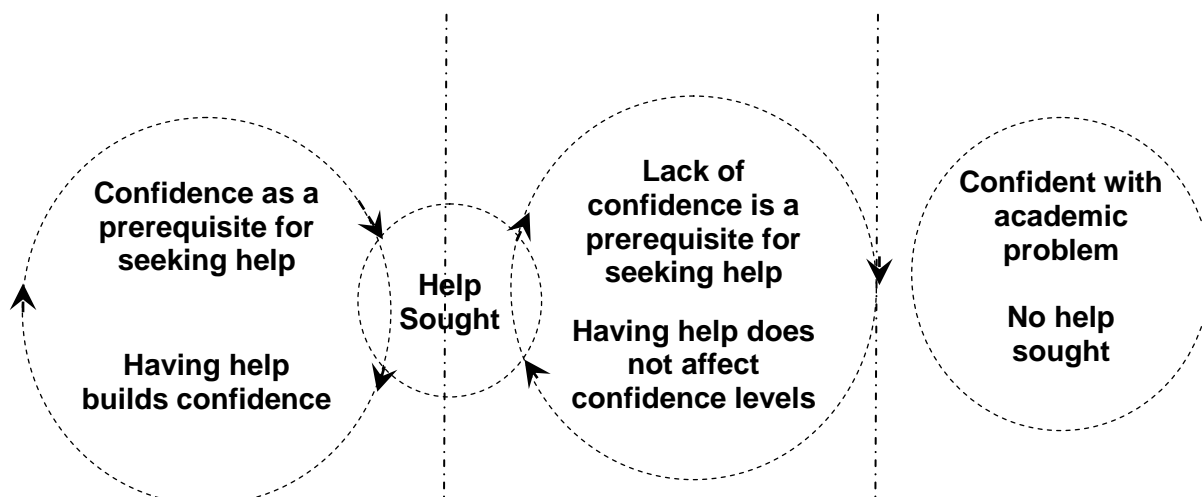 Confidence as a
prerequisite for
seeking help
Having help
builds confidence
Help
Sought
Lack of
confidence is a
prerequisite for
seeking help
Having help does
not affect
confidence levels
Confident with
academic
problem
No help
sought